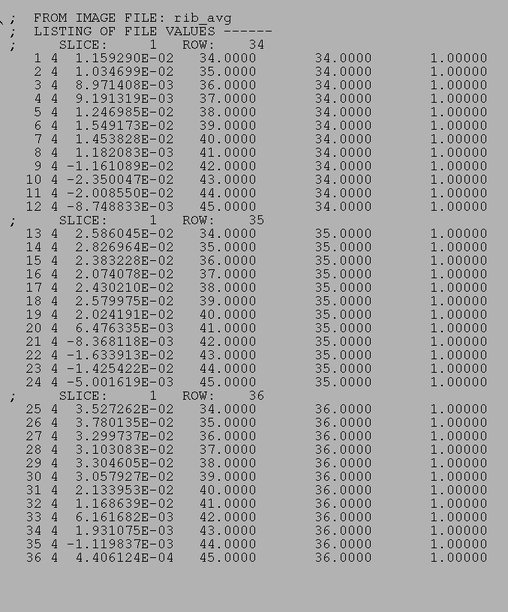 ;  FROM IMAGE FILE: rib_avg
;  LISTING OF FILE VALUES ------
;     SLICE:     1   ROW:    34
1 4  1.159290E-02  34.0000  34.0000  1.00000
2 4  1.034699E-02  35.0000  34.0000  1.00000
3 4  8.971408E-03  36.0000  34.0000  1.00000
4 4  9.191319E-03  37.0000  34.0000  1.00000
5 4  1.246985E-02  38.0000  34.0000  1.00000
6 4  1.549173E-02  39.0000  34.0000  1.00000
7 4  1.453828E-02  40.0000  34.0000  1.00000
8 4  1.182083E-03  41.0000  34.0000  1.00000
9 4 -1.161089E-02  42.0000  34.0000  1.00000
10 4 -2.350047E-02  43.0000  34.0000  1.00000
11 4 -2.008550E-02  44.0000  34.0000  1.00000
12 4 -8.748833E-03  45.0000  34.0000  1.00000
;     SLICE:     1   ROW:    35
13 4  2.586045E-02  34.0000  35.0000  1.00000
14 4  2.826964E-02  35.0000  35.0000  1.00000
15 4  2.383228E-02  36.0000  35.0000  1.00000
16 4  2.074078E-02  37.0000  35.0000  1.00000
17 4  2.430210E-02  38.0000  35.0000  1.00000
18 4  2.579975E-02  39.0000  35.0000  1.00000
19 4  2.024191E-02  40.0000  35.0000  1.00000
20 4  6.476335E-03  41.0000  35.0000  1.00000
21 4 -8.368118E-03  42.0000  35.0000  1.00000
22 4 -1.633913E-02  43.0000  35.0000  1.00000
23 4 -1.425422E-02  44.0000  35.0000  1.00000
24 4 -5.001619E-03  45.0000  35.0000  1.00000
;     SLICE:     1   ROW:    36
25 4  3.527262E-02  34.0000  36.0000  1.00000
26 4  3.780135E-02  35.0000  36.0000  1.00000
27 4  3.299737E-02  36.0000  36.0000  1.00000
28 4  3.103083E-02  37.0000  36.0000  1.00000
29 4  3.304605E-02  38.0000  36.0000  1.00000
30 4  3.057927E-02  39.0000  36.0000  1.00000
31 4  2.133953E-02  40.0000  36.0000  1.00000
32 4  1.168639E-02  41.0000  36.0000  1.00000
33 4  6.161682E-03  42.0000  36.0000  1.00000
34 4  1.931075E-03  43.0000  36.0000  1.00000
35 4 -1.119837E-03  44.0000  36.0000  1.00000
36 4  4.406124E-04  45.0000  36.0000  1.00000